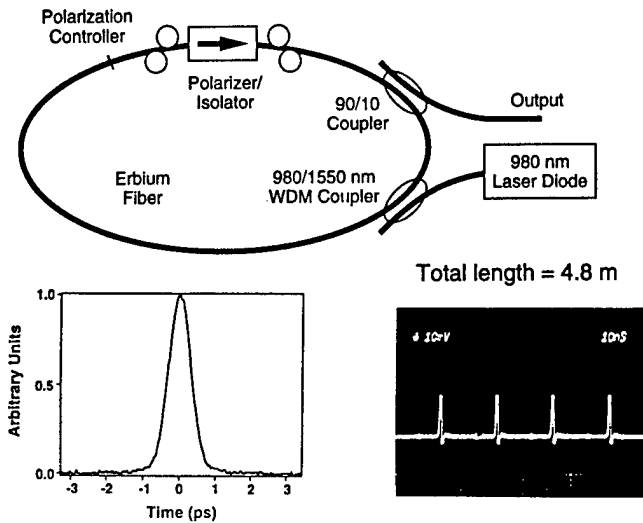 Polarization
Controller
Polarizer/
Isolator
90/10
Coupler
Output
Erbium
Fiber
980/1550 nm
WDM Coupler
980 nm
Laser Diode
Total length = 4.8 m
Arbitrary Units
1.0
0.5
0.0
-3
-2
-1
0
1
2
3
Time (ps)
10mV
10nS